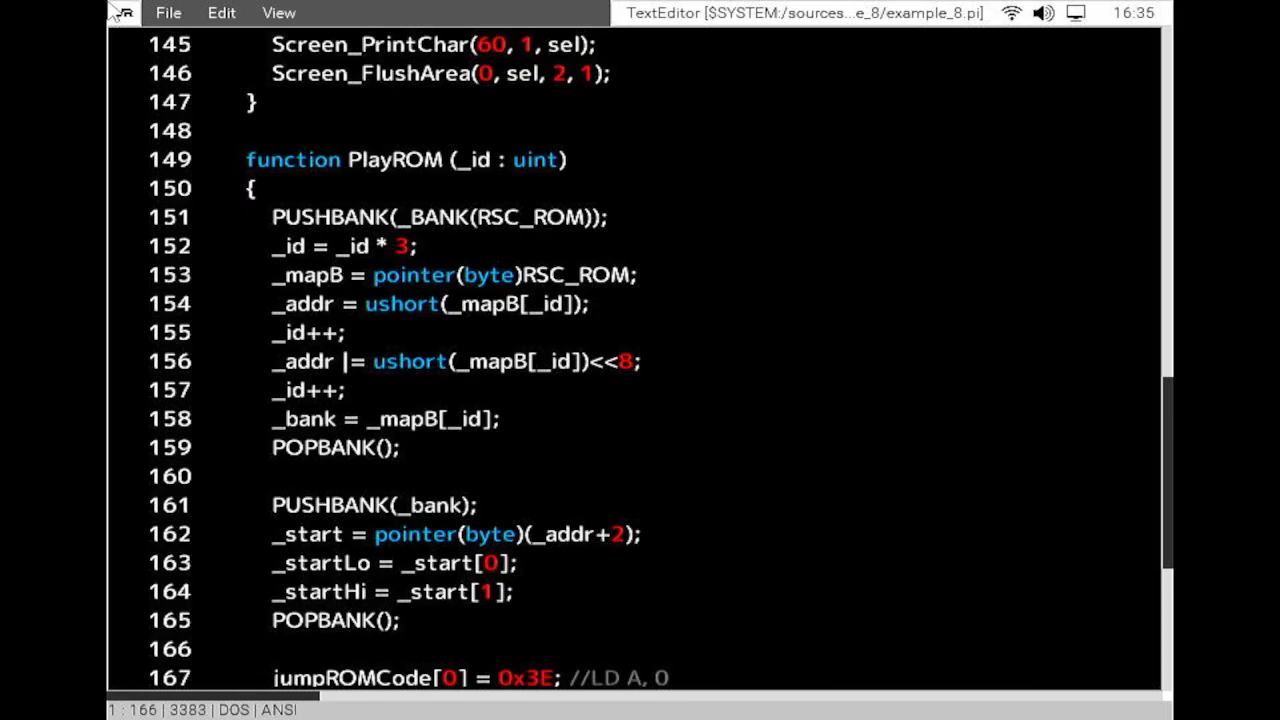 File Edit View TextEditor [$SYSTEM:/sources...e_8/example_8.pi] 16:35
145 Screen_PrintChar(60, 1, sel);
146 Screen_FlushArea(0, sel, 2, 1);
147 }
148
149 function PlayROM (_id : uint)
150 {
151 PUSHBANK(_BANK(RSC_ROM));
152 _id = _id * 3;
153 _mapB = pointer(byte)RSC_ROM;
154 _addr = ushort(_mapB[_id]);
155 _id++;
156 _addr |= ushort(_mapB[_id])<<8;
157 _id++;
158 _bank = _mapB[_id];
159 POPBANK();
160
161 PUSHBANK(_bank);
162 _start = pointer(byte)(_addr+2);
163 _startLo = _start[0];
164 _startHi = _start[1];
165 POPBANK();
166
167 jumpROMCode[0] = 0x3E; //LD A, 0
1 : 166 | 3383 | DOS | ANSI